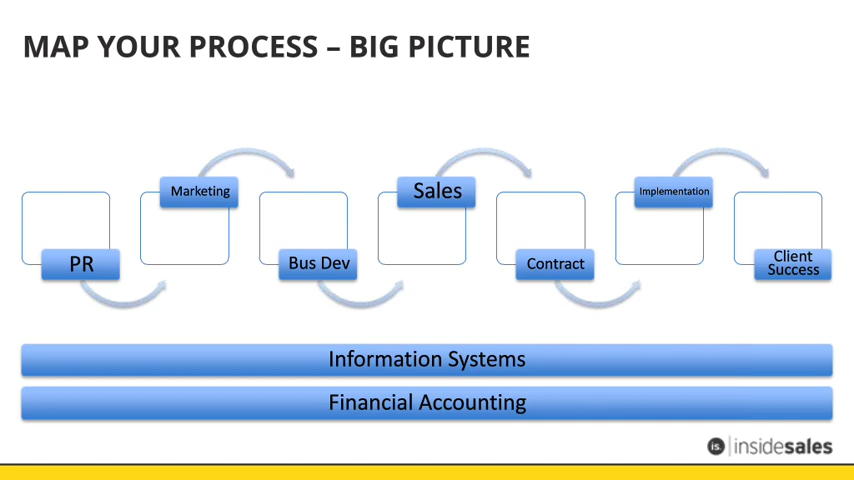 MAP YOUR PROCESS – BIG PICTURE
Marketing
Sales
Implementation
PR
Bus Dev
Contract
Client
Success
Information Systems
Financial Accounting
is. insidesales